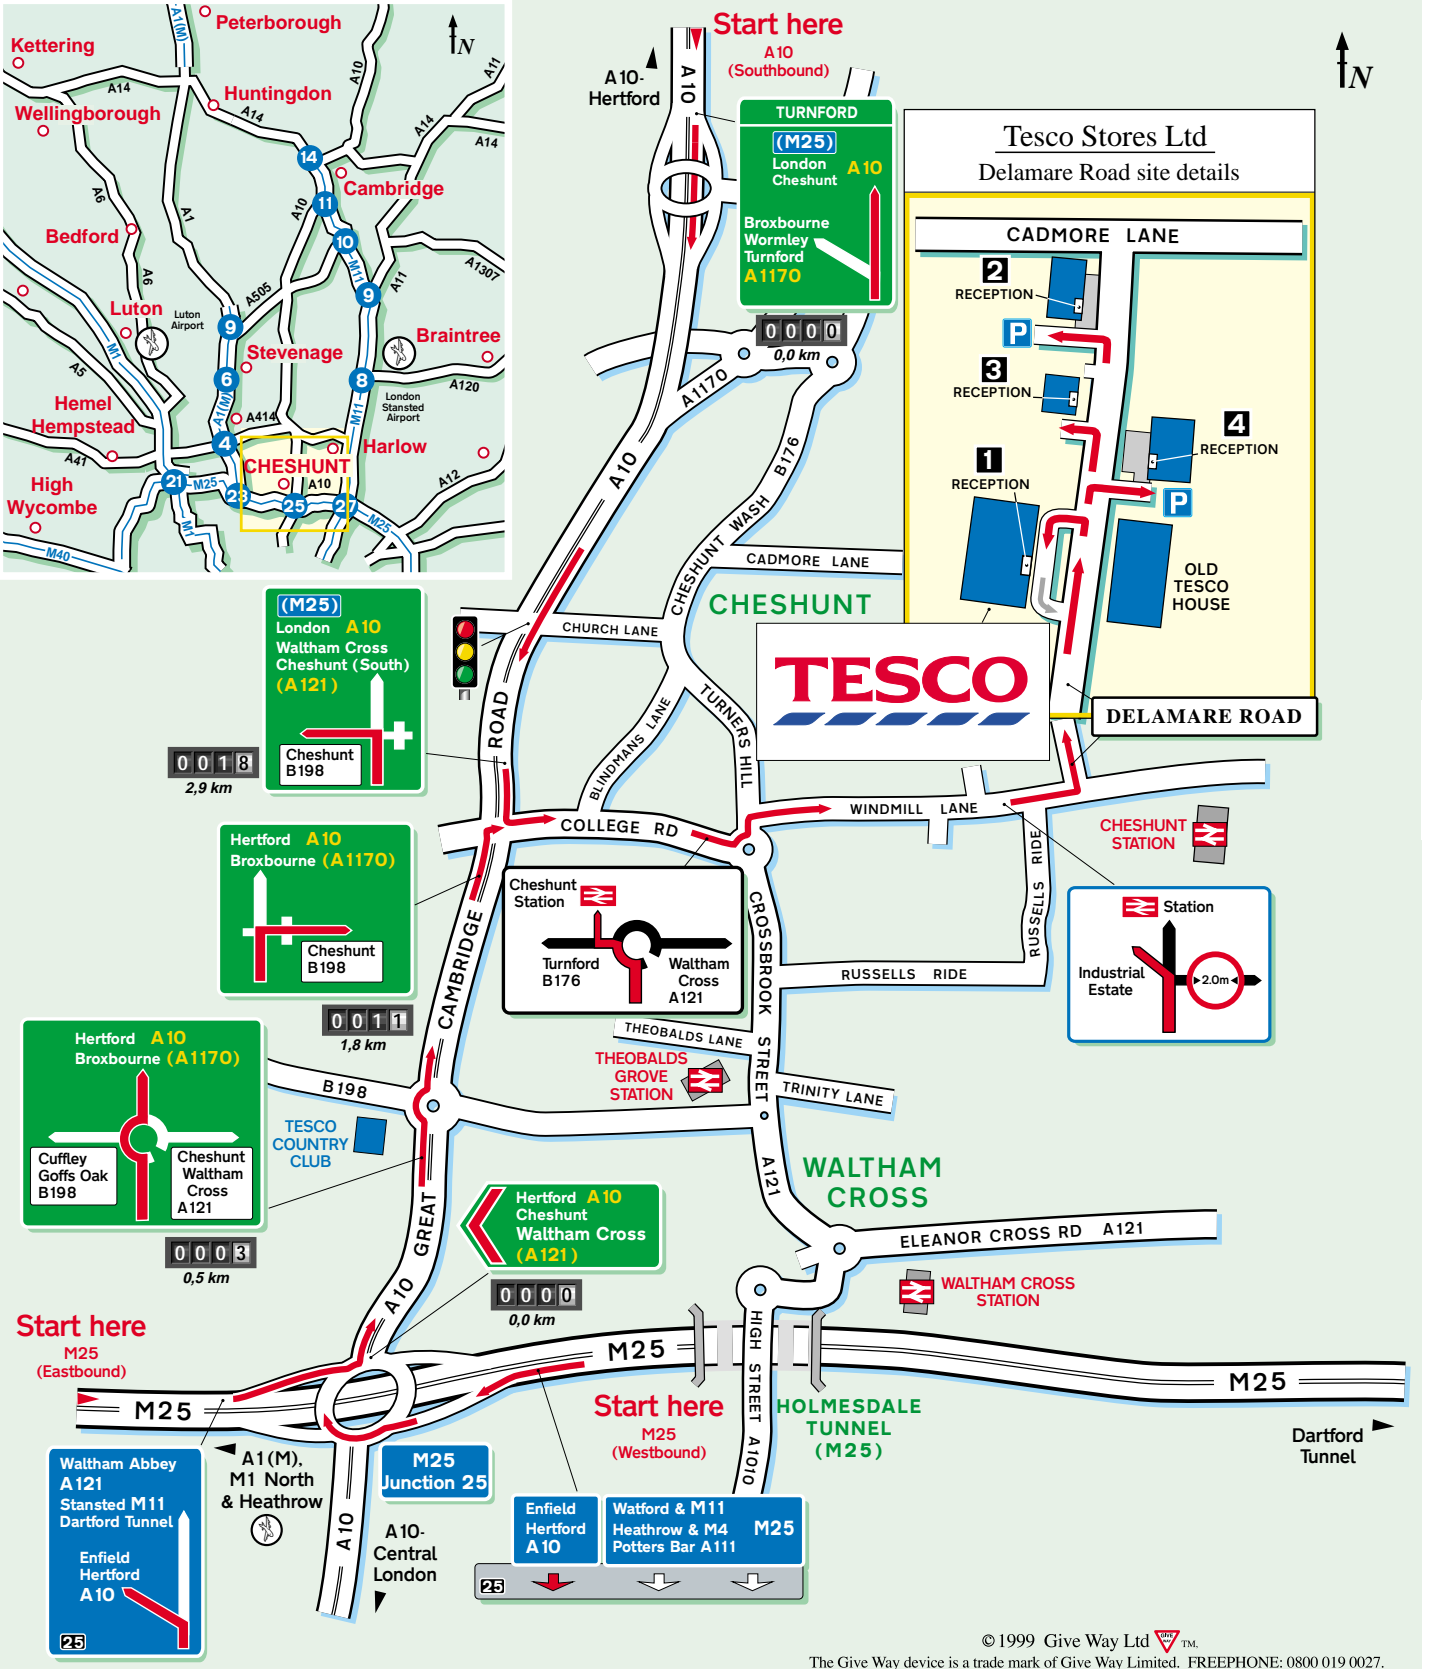 Peterborough
Kettering
A1(M)
A10
A11
N
A14
Huntingdon
Wellingborough
A14
A14
A14
14
Cambridge
A6
A1
A10
11
Bedford
10
M11
A1307
A6
A505
9
A11
Luton
Luton
Airport
9
Braintree
M1
Stevenage
A5
6
8
A120
A1(M)
London
Stansted
Airport
Hemel
Hempstead
A414
M11
4
Harlow
A41
CHESHUNT
High
Wycombe
21
M25
23
A10
25
27
A12
M25
M1
M40
Start here
A10
(Southbound)
A10-
Hertford
A10
TURNFORD
(M25)
London
Cheshunt
A10
Broxbourne
Wormley
Turnford
A1170
0000
0,0 km
N
Tesco Stores Ltd
Delamare Road site details
CADMORE LANE
2
RECEPTION
P
3
RECEPTION
4
RECEPTION
1
RECEPTION
P
OLD
TESCO
HOUSE
TESCO
DELAMARE ROAD
A1170
A10
B176
CHESHUNT WASH
CADMORE LANE
CHESHUNT
CHURCH LANE
(M25)
London A10
Waltham Cross
Cheshunt (South)
(A121)
Cheshunt
B198
0018
2,9 km
ROAD
BLINDMANS LANE
TURNERS HILL
COLLEGE RD
WINDMILL LANE
CHESHUNT
STATION
Hertford A10
Broxbourne (A1170)
Cheshunt
B198
0011
1,8 km
CAMBRIDGE
Cheshunt
Station
Turnford
B176
Waltham
Cross
A121
CROSSBROOK STREET
RUSSELLS RIDE
RUSSELLS RIDE
Station
Industrial
Estate
2.0m
Hertford A10
Broxbourne (A1170)
Cuffley
Goffs Oak
B198
Cheshunt
Waltham
Cross
A121
0003
0,5 km
B198
TESCO
COUNTRY
CLUB
THEOBALDS LANE
THEOBALDS
GROVE
STATION
TRINITY LANE
WALTHAM
CROSS
A121
GREAT
A10
Hertford A10
Cheshunt
Waltham Cross
(A121)
0000
0,0 km
ELEANOR CROSS RD A121
WALTHAM CROSS
STATION
Start here
M25
(Eastbound)
M25
M25
HIGH STREET A1010
M25
Start here
M25
(Westbound)
HOLMESDALE
TUNNEL
(M25)
Dartford
Tunnel
A1(M),
M1 North
& Heathrow
M25
Junction 25
A10
A10-
Central
London
Waltham Abbey
A121
Stansted M11
Dartford Tunnel
Enfield
Hertford
A10
25
Enfield
Hertford
A10
Watford & M11
Heathrow & M4
Potters Bar A111
M25
25
© 1999 Give Way Ltd GIVE WAY TM.
The Give Way device is a trade mark of Give Way Limited. FREEPHONE: 0800 019 0027.